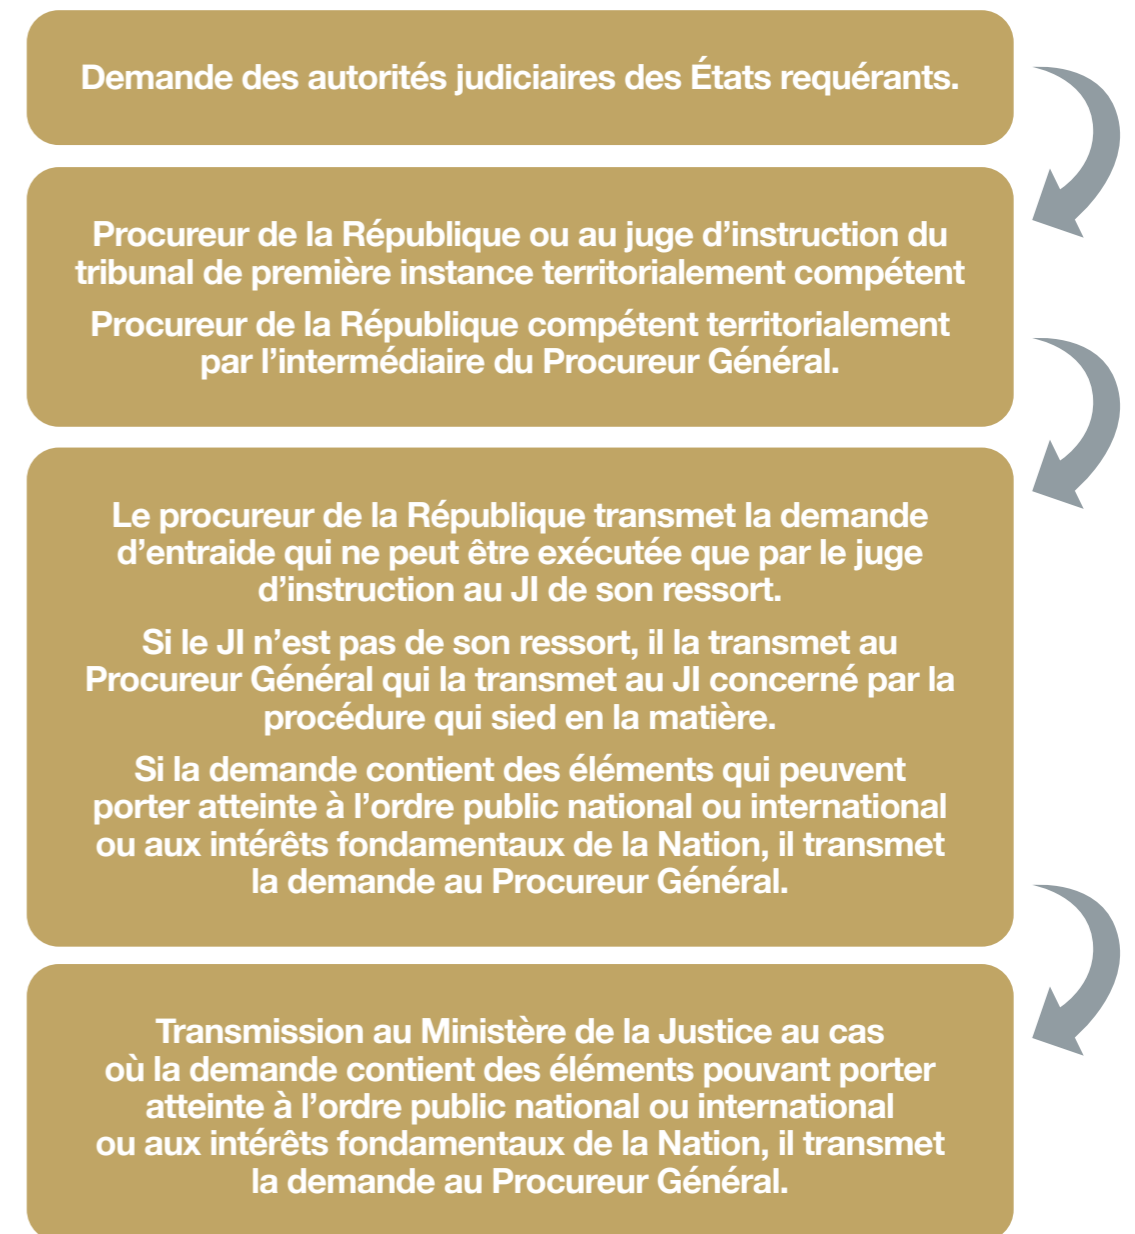 Demande des autorités judiciaires des États requérants.
Procureur de la République ou au juge d’instruction du
tribunal de première instance territorialement compétent
Procureur de la République compétent territorialement
par l’intermédiaire du Procureur Général.
Le procureur de la République transmet la demande
d’entraide qui ne peut être exécutée que par le juge
d’instruction au JI de son ressort.
Si le JI n’est pas de son ressort, il la transmet au
Procureur Général qui la transmet au JI concerné par la
procédure qui sied en la matière.
Si la demande contient des éléments qui peuvent
porter atteinte à l’ordre public national ou international
ou aux intérêts fondamentaux de la Nation, il transmet
la demande au Procureur Général.
Transmission au Ministère de la Justice au cas
où la demande contient des éléments pouvant porter
atteinte à l’ordre public national ou international
ou aux intérêts fondamentaux de la Nation, il transmet
la demande au Procureur Général.